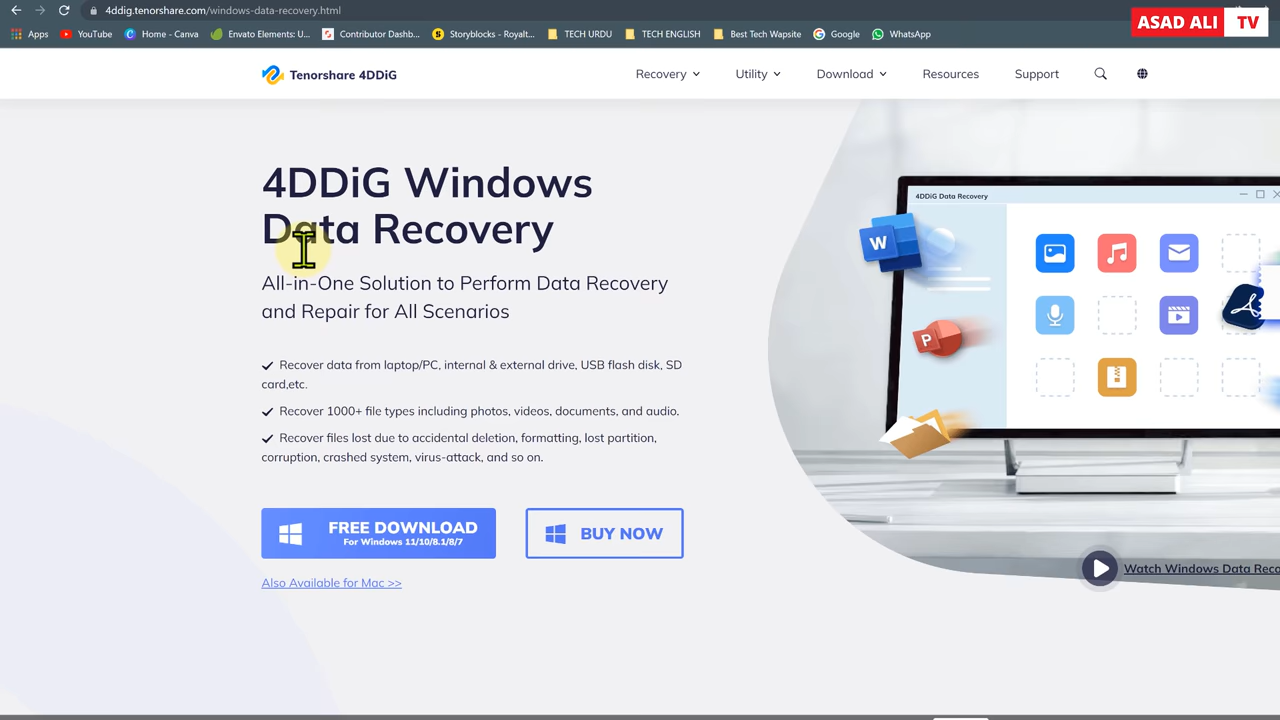 4ddig.tenorshare.com/windows-data-recovery.html
ASAD ALI TV
Apps YouTube Home - Canva Envato Elements: U... Contributor Dashb... Storyblocks - Royalt... TECH URDU TECH ENGLISH Best Tech Wapsite Google WhatsApp
Tenorshare 4DDiG Recovery Utility Download Resources Support
4DDiG Windows
Data Recovery
All-in-One Solution to Perform Data Recovery
and Repair for All Scenarios
Recover data from laptop/PC, internal & external drive, USB flash disk, SD
card,etc.
Recover 1000+ file types including photos, videos, documents, and audio.
Recover files lost due to accidental deletion, formatting, lost partition,
corruption, crashed system, virus-attack, and so on.
FREE DOWNLOAD
For Windows 11/10/8.1/8/7
BUY NOW
Also Available for Mac >>
4DDiG Data Recovery
W
P
Watch Windows Data Reco